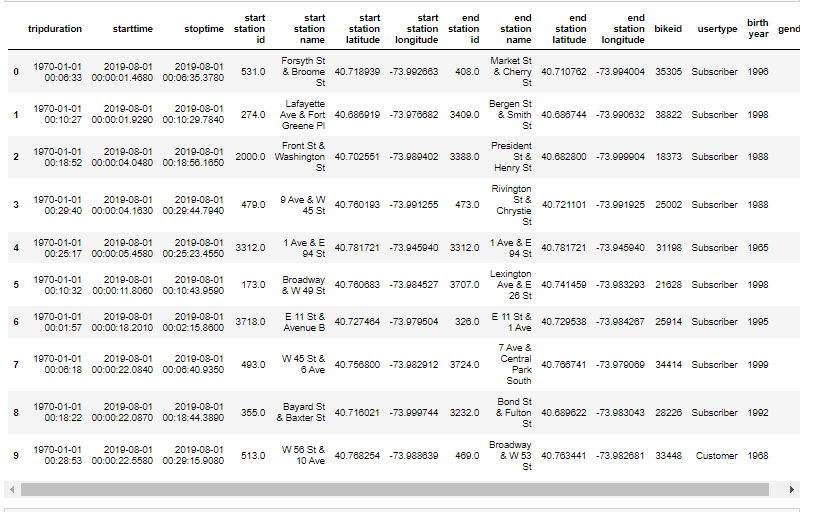 tripduration starttime stoptime start station id start station name start station latitude start station longitude end station id end station name end station latitude end station longitude bikeid usertype birth year gend
0 1970-01-01 00:06:33 2019-08-01 00:00:01.4680 2019-08-01 00:06:35.3780 531.0 Forsyth St & Broome St 40.718939 -73.992663 408.0 Market St & Cherry St 40.710762 -73.994004 35305 Subscriber 1996
1 1970-01-01 00:10:27 2019-08-01 00:00:01.9290 2019-08-01 00:10:29.7840 274.0 Lafayette Ave & Fort Greene Pl 40.686919 -73.976682 3409.0 Bergen St & Smith St 40.686744 -73.990632 38822 Subscriber 1998
2 1970-01-01 00:18:52 2019-08-01 00:00:04.0480 2019-08-01 00:18:56.1650 2000.0 Front St & Washington St 40.702551 -73.989402 3388.0 President St & Henry St 40.682800 -73.999904 18373 Subscriber 1988
3 1970-01-01 00:29:40 2019-08-01 00:00:04.1630 2019-08-01 00:29:44.7940 479.0 9 Ave & W 45 St 40.760193 -73.991255 473.0 Rivington St & Chrystie St 40.721101 -73.991925 25002 Subscriber 1988
4 1970-01-01 00:25:17 2019-08-01 00:00:05.4580 2019-08-01 00:25:23.4550 3312.0 1 Ave & E 94 St 40.781721 -73.945940 3312.0 1 Ave & E 94 St 40.781721 -73.945940 31198 Subscriber 1965
5 1970-01-01 00:10:32 2019-08-01 00:00:11.8060 2019-08-01 00:10:43.9590 173.0 Broadway & W 49 St 40.760683 -73.984527 3707.0 Lexington Ave & E 26 St 40.741459 -73.983293 21628 Subscriber 1998
6 1970-01-01 00:01:57 2019-08-01 00:00:18.2010 2019-08-01 00:02:15.8600 3718.0 E 11 St & Avenue B 40.727464 -73.979504 326.0 E 11 St & 1 Ave 40.729538 -73.984267 25914 Subscriber 1995
7 1970-01-01 00:06:18 2019-08-01 00:00:22.0840 2019-08-01 00:06:40.9350 493.0 W 45 St & 6 Ave 40.756800 -73.982912 3724.0 7 Ave & Central Park South 40.766741 -73.979069 34414 Subscriber 1999
8 1970-01-01 00:18:22 2019-08-01 00:00:22.0870 2019-08-01 00:18:44.3890 355.0 Bayard St & Baxter St 40.716021 -73.999744 3232.0 Bond St & Fulton St 40.689622 -73.983043 28226 Subscriber 1992
9 1970-01-01 00:28:53 2019-08-01 00:00:22.5580 2019-08-01 00:29:15.9080 513.0 W 56 St & 10 Ave 40.768254 -73.988639 469.0 Broadway & W 53 St 40.763441 -73.982681 33448 Customer 1968